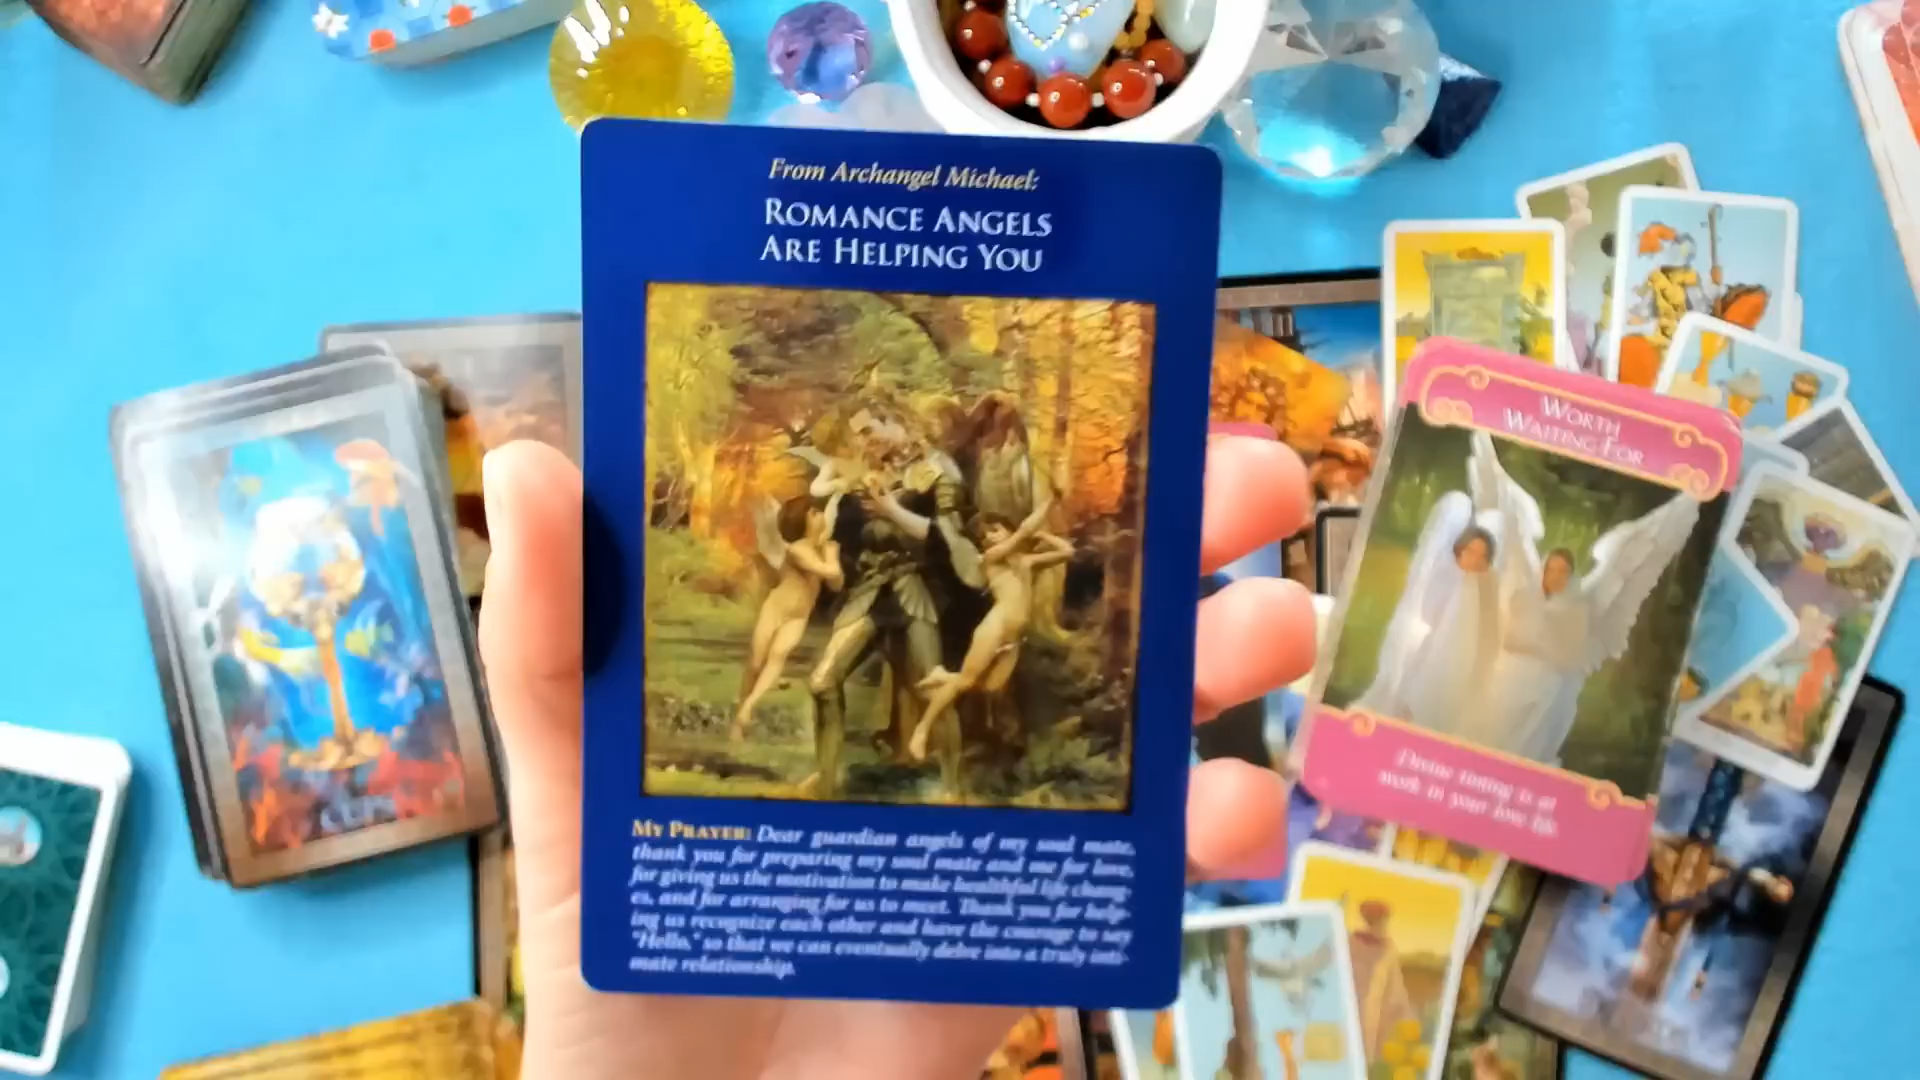 From Archangel Michael:
ROMANCE ANGELS
ARE HELPING YOU
MY PRAYER: Dear guardian angels of my soul mate,
thank you for preparing my soul mate and me for love,
for giving us the motivation to make healthful life chang-
es, and for arranging for us to meet. Thank you for help-
ing us recognize each other and have the courage to say
"Hello," so that we can eventually delve into a truly inti-
mate relationship.
WORTH
WAITING FOR
Divine timing is at
work in your love life.
CUPS